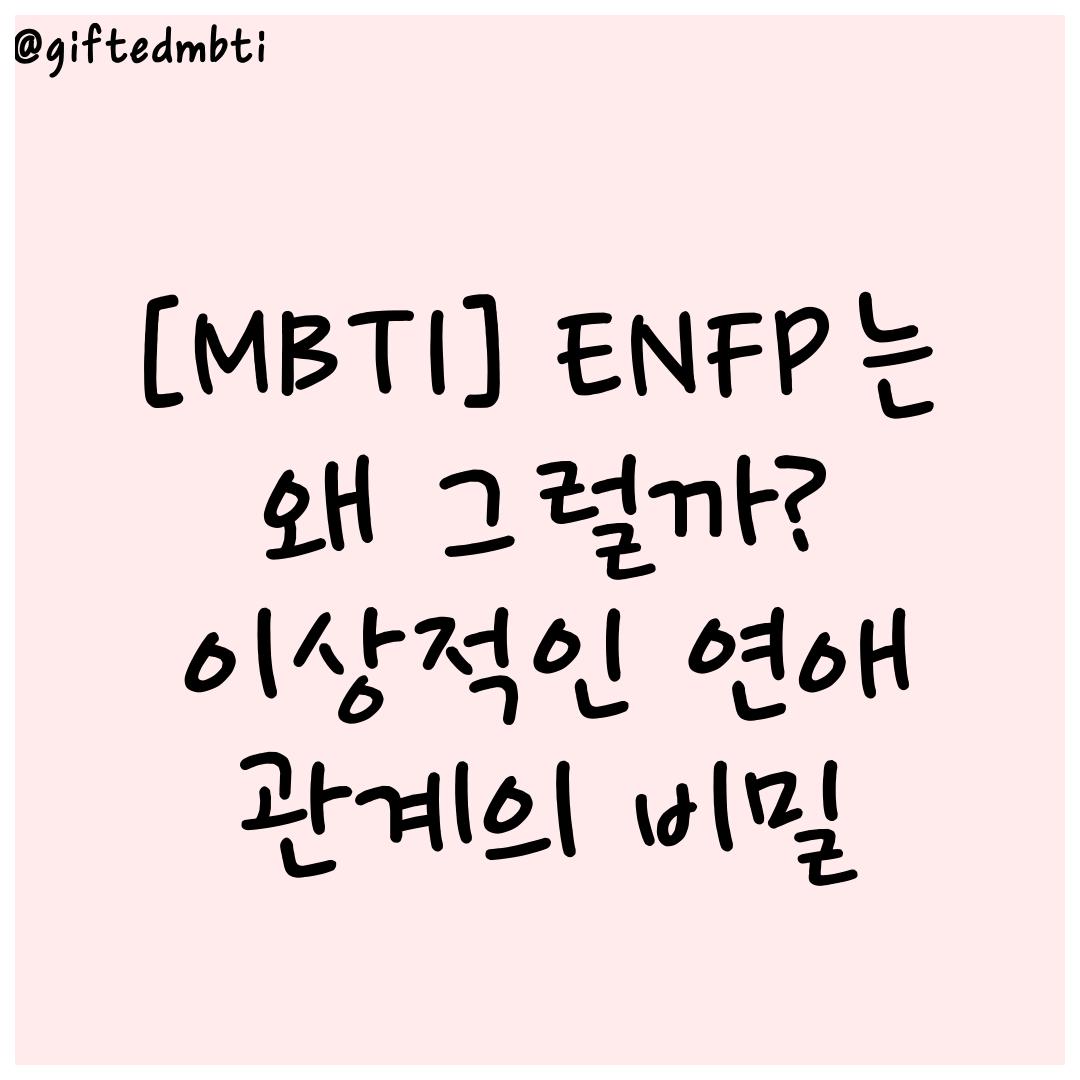 @giftedmbti
[MBTI] ENFP는
왜 그럴까?
이상적인 연애
관계의 비밀